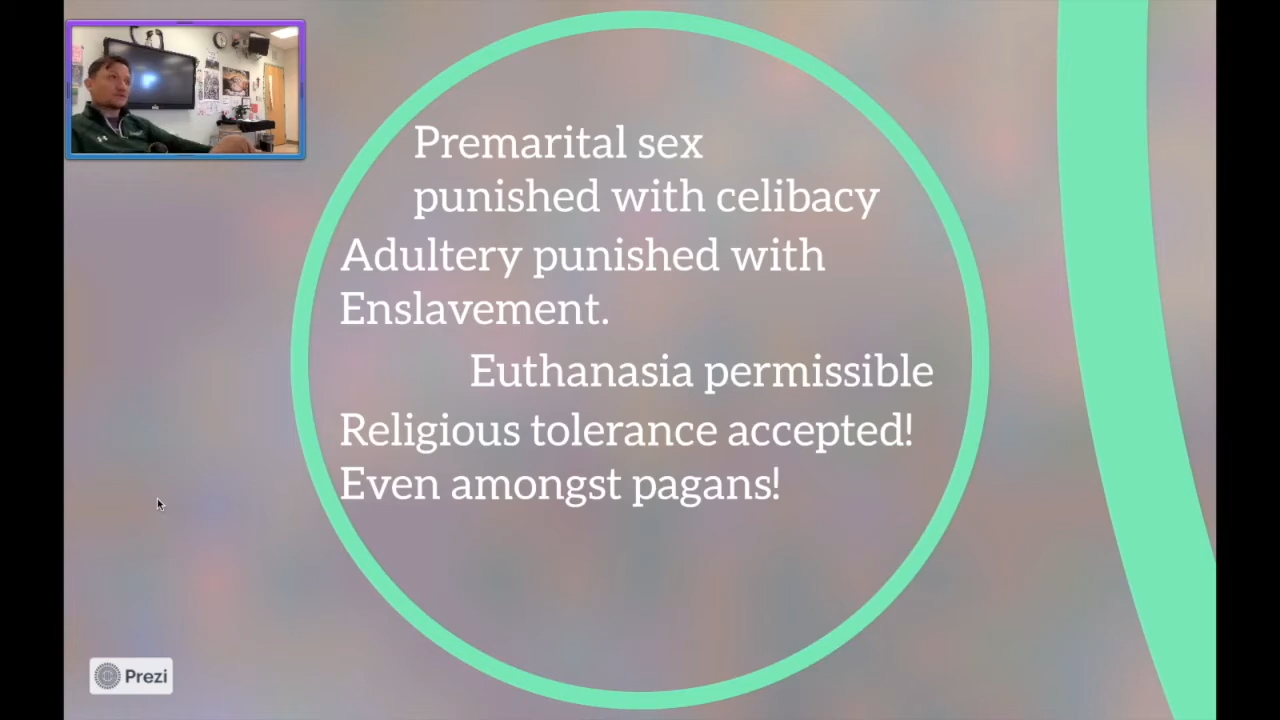 Premarital sex
punished with celibacy
Adultery punished with
Enslavement.
Euthanasia permissible
Religious tolerance accepted!
Even amongst pagans!
Prezi